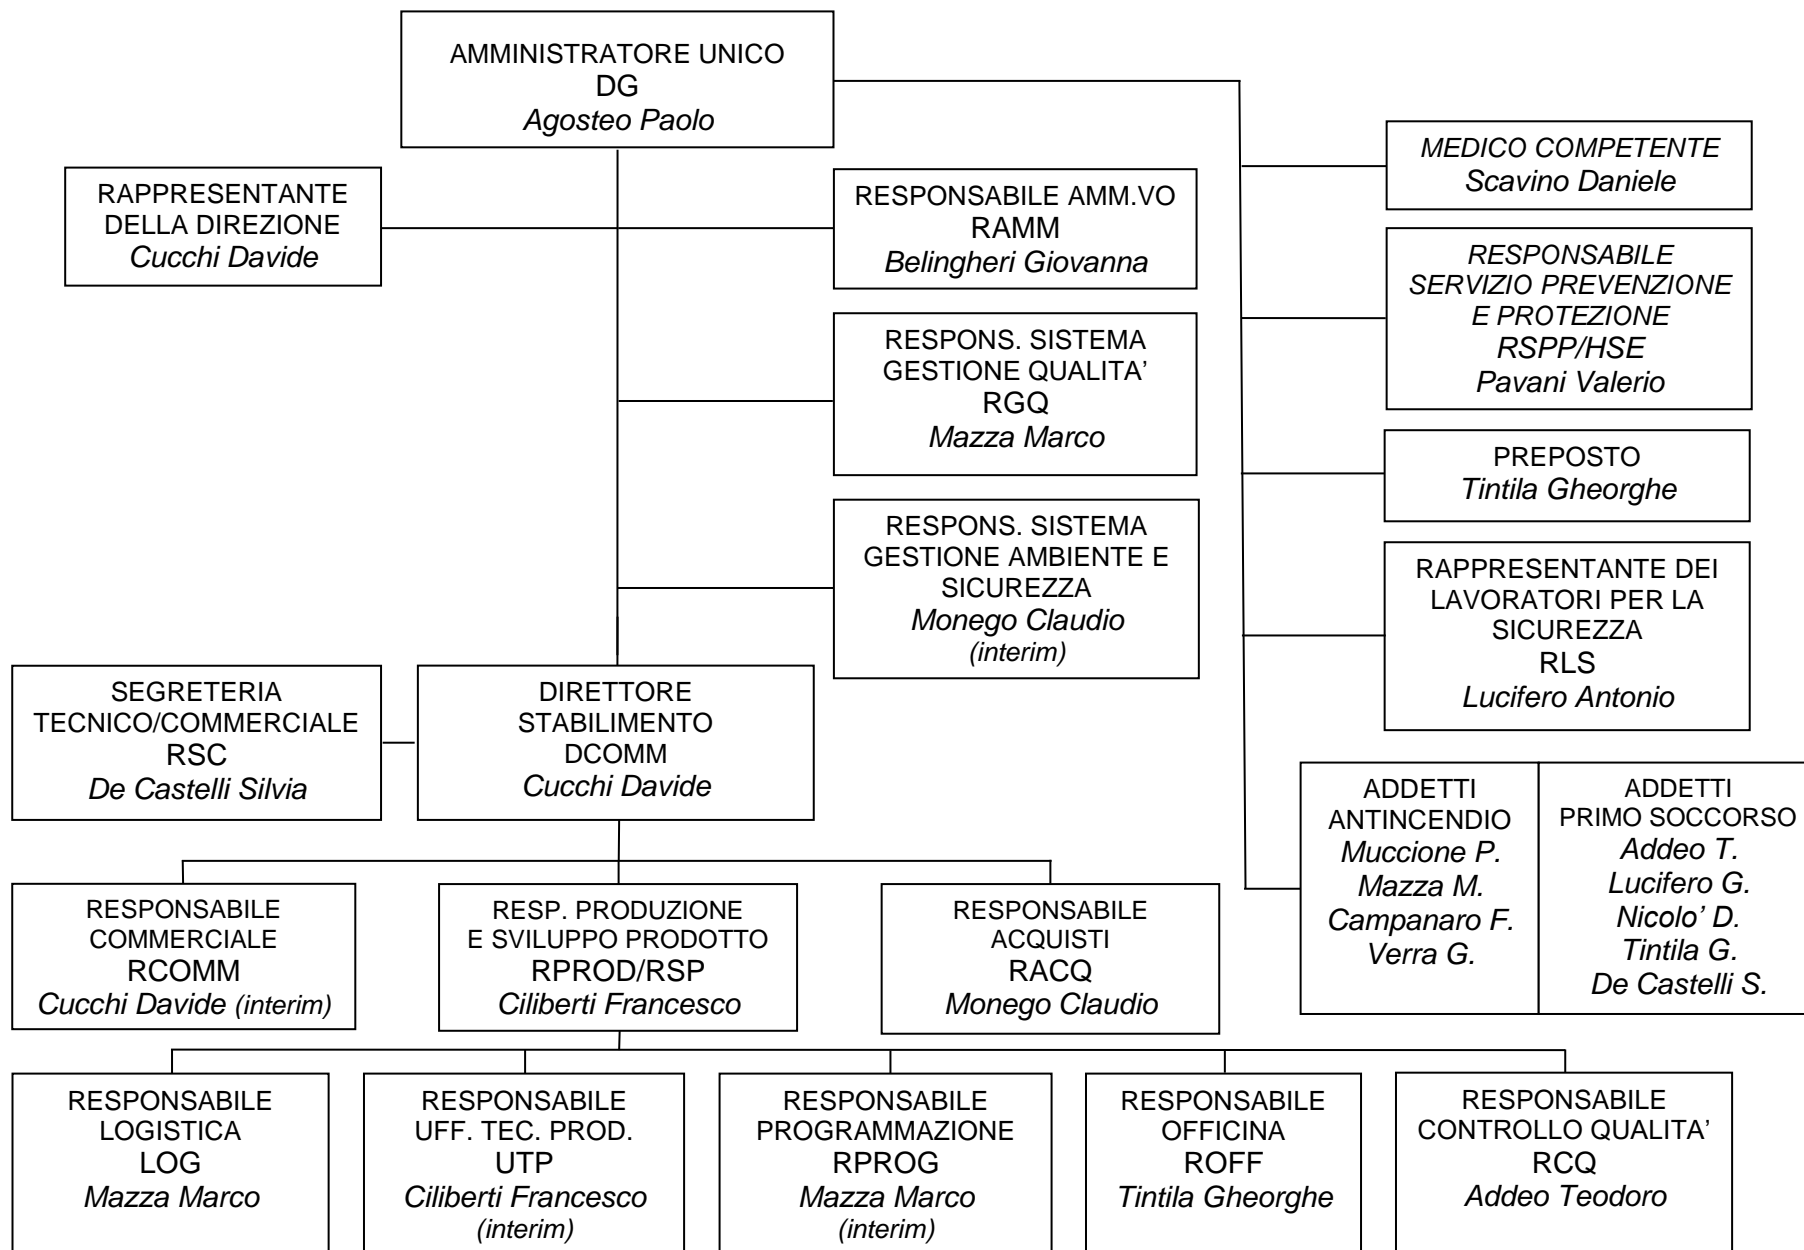 AMMINISTRATORE UNICO
DG
Agosteo Paolo
RAPPRESENTANTE
DELLA DIREZIONE
Cucchi Davide
RESPONSABILE AMM.VO
RAMM
Belingheri Giovanna
MEDICO COMPETENTE
Scavino Daniele
RESPONSABILE
SERVIZIO PREVENZIONE
E PROTEZIONE
RSPP/HSE
Pavani Valerio
RESPONS. SISTEMA
GESTIONE QUALITA’
RGQ
Mazza Marco
PREPOSTO
Tintila Gheorghe
RESPONS. SISTEMA
GESTIONE AMBIENTE E
SICUREZZA
Monego Claudio
(interim)
RAPPRESENTANTE DEI
LAVORATORI PER LA
SICUREZZA
RLS
Lucifero Antonio
SEGRETERIA
TECNICO/COMMERCIALE
RSC
De Castelli Silvia
DIRETTORE
STABILIMENTO
DCOMM
Cucchi Davide
ADDETTI
ANTINCENDIO
Muccione P.
Mazza M.
Campanaro F.
Verra G.
ADDETTI
PRIMO SOCCORSO
Addeo T.
Lucifero G.
Nicolo’ D.
Tintila G.
De Castelli S.
RESPONSABILE
COMMERCIALE
RCOMM
Cucchi Davide (interim)
RESP. PRODUZIONE
E SVILUPPO PRODOTTO
RPROD/RSP
Ciliberti Francesco
RESPONSABILE
ACQUISTI
RACQ
Monego Claudio
RESPONSABILE
LOGISTICA
LOG
Mazza Marco
RESPONSABILE
UFF. TEC. PROD.
UTP
Ciliberti Francesco
(interim)
RESPONSABILE
PROGRAMMAZIONE
RPROG
Mazza Marco
(interim)
RESPONSABILE
OFFICINA
ROFF
Tintila Gheorghe
RESPONSABILE
CONTROLLO QUALITA’
RCQ
Addeo Teodoro